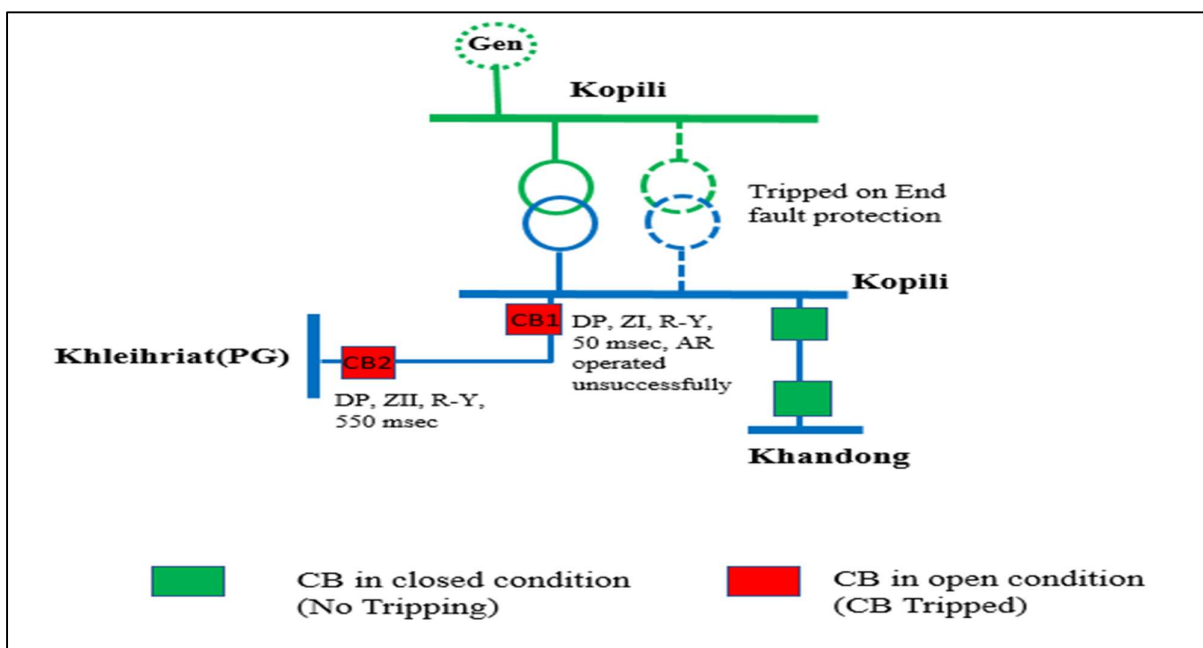 Gen
Kopili
Tripped on End
fault protection
Kopili
CB1
DP, ZI, R-Y,
50 msec, AR
operated
unsuccessfully
Khleihriat(PG)
CB2
DP, ZII, R-Y,
550 msec
Khandong
CB in closed condition
(No Tripping)
CB in open condition
(CB Tripped)